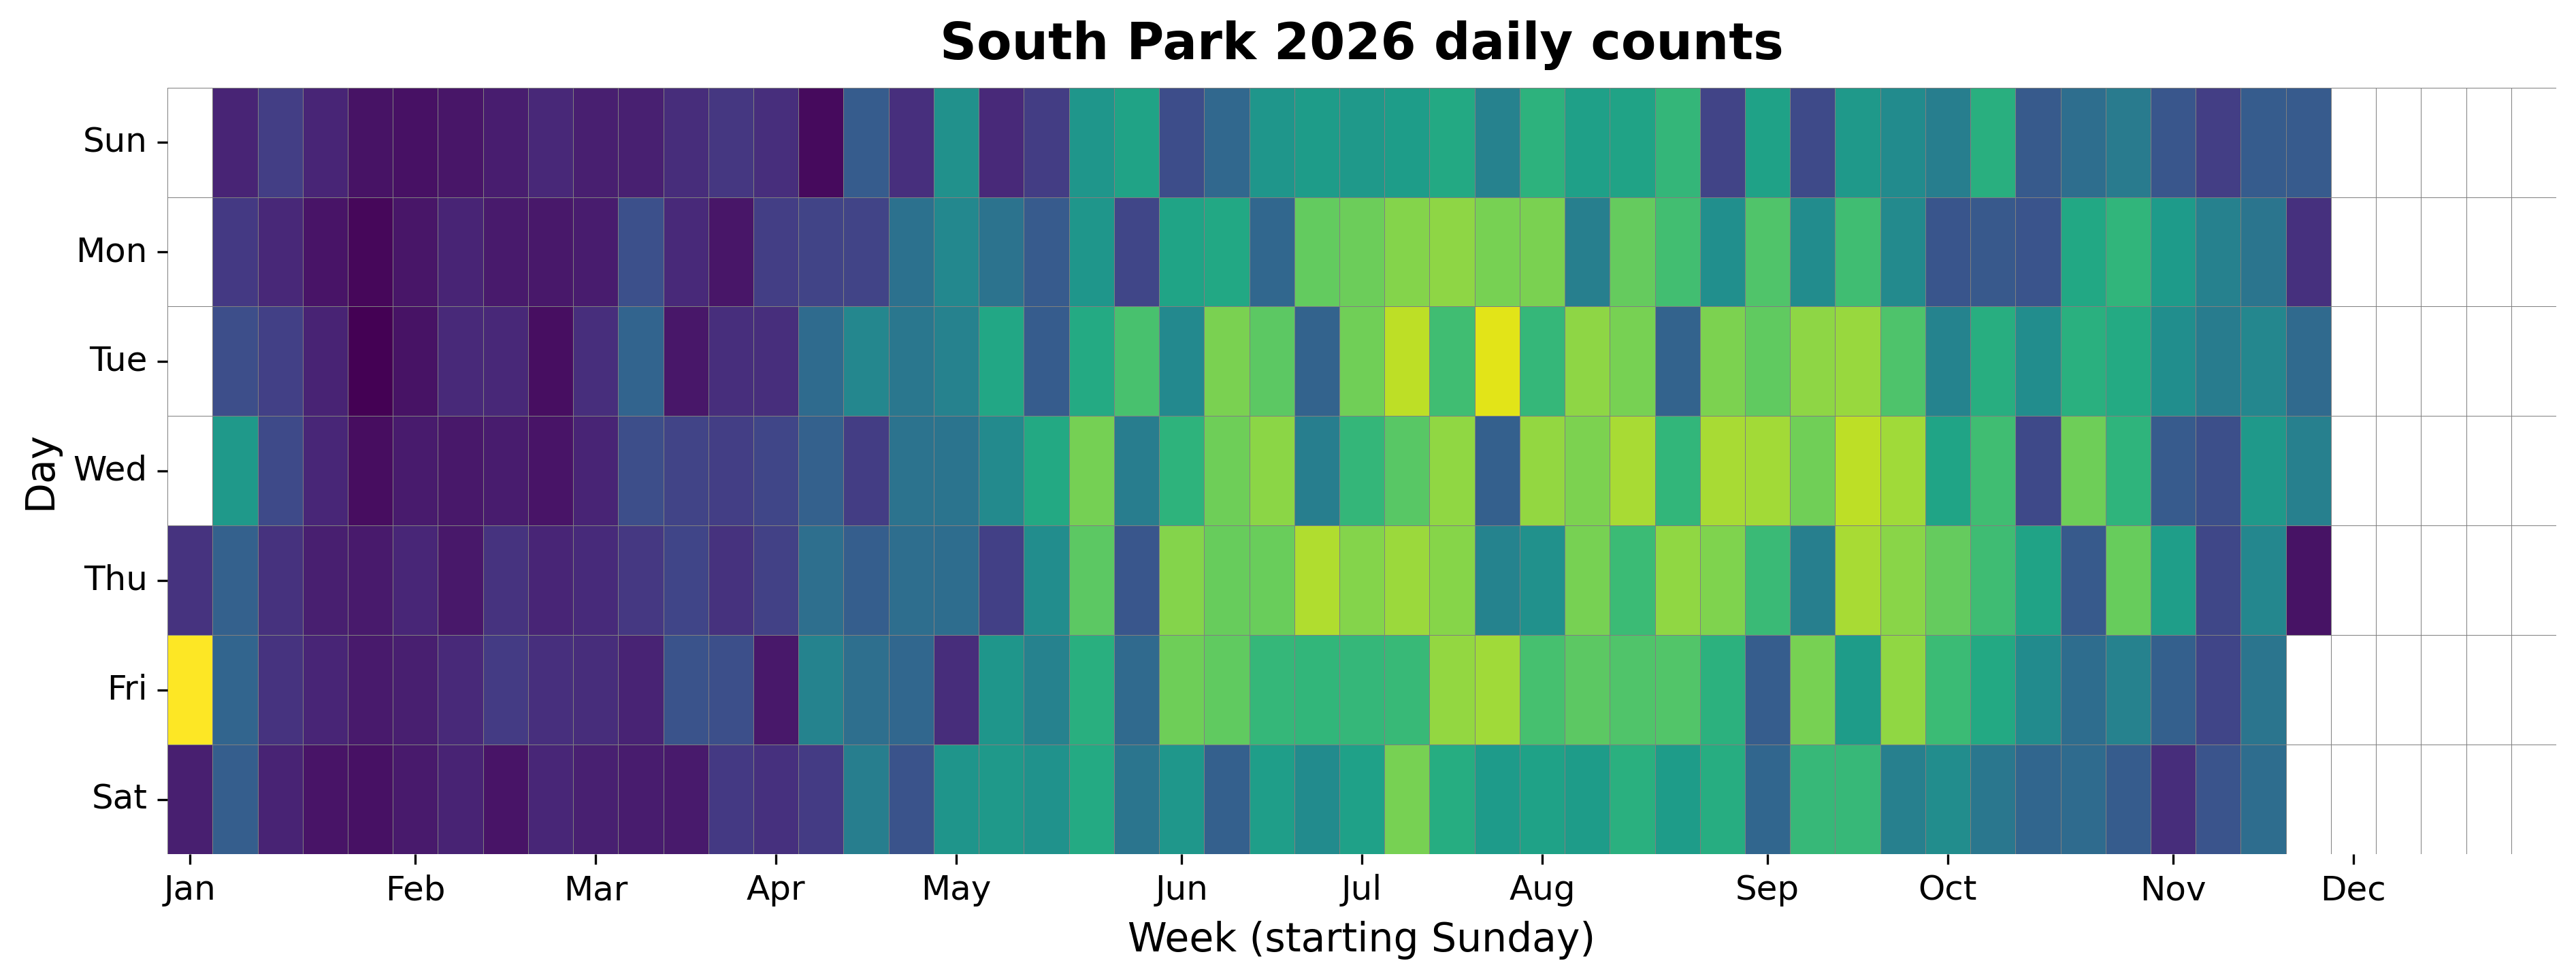 South Park 2026 daily counts
Day
Sun
Mon
Tue
Wed
Thu
Fri
Sat
Jan Feb Mar Apr May Jun Jul Aug Sep Oct Nov Dec
Week (starting Sunday)